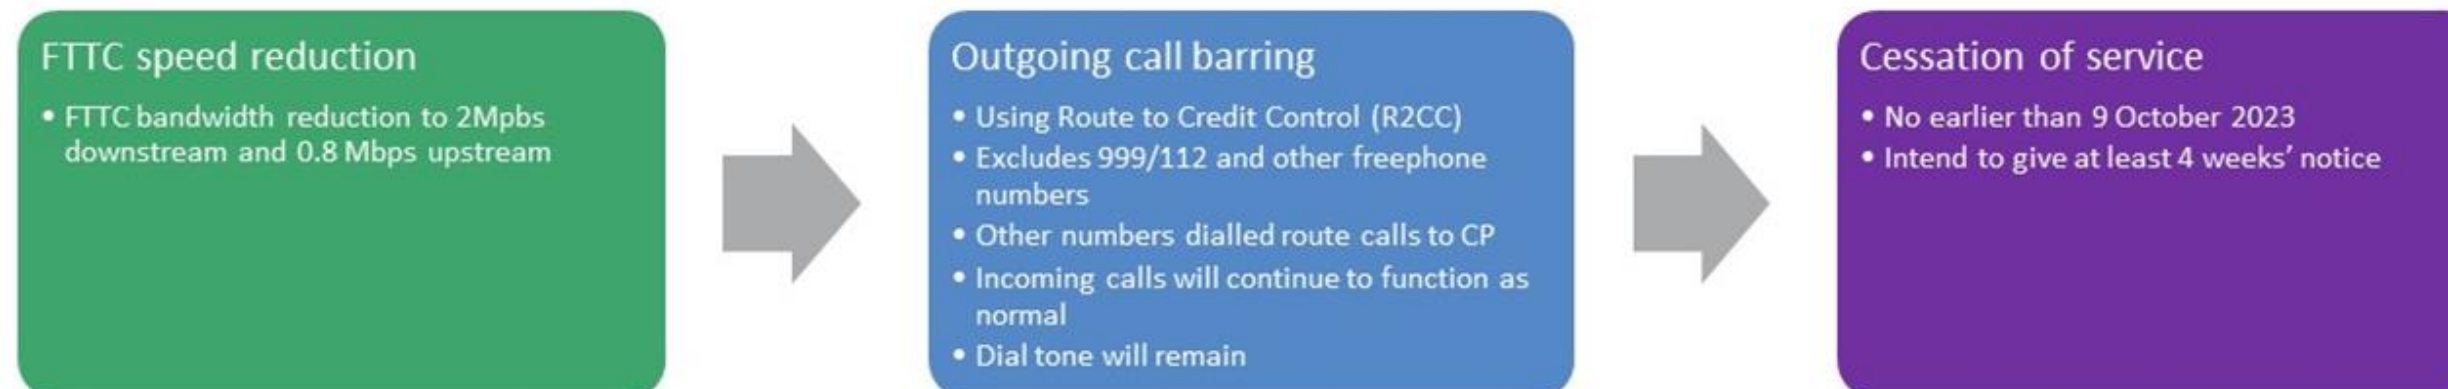 FTTC speed reduction
• FTTC bandwidth reduction to 2Mpbs
downstream and 0.8 Mbps upstream
Outgoing call barring
• Using Route to Credit Control (R2CC)
• Excludes 999/112 and other freephone
numbers
• Other numbers dialled route calls to CP
• Incoming calls will continue to function as
normal
• Dial tone will remain
Cessation of service
• No earlier than 9 October 2023
• Intend to give at least 4 weeks’ notice